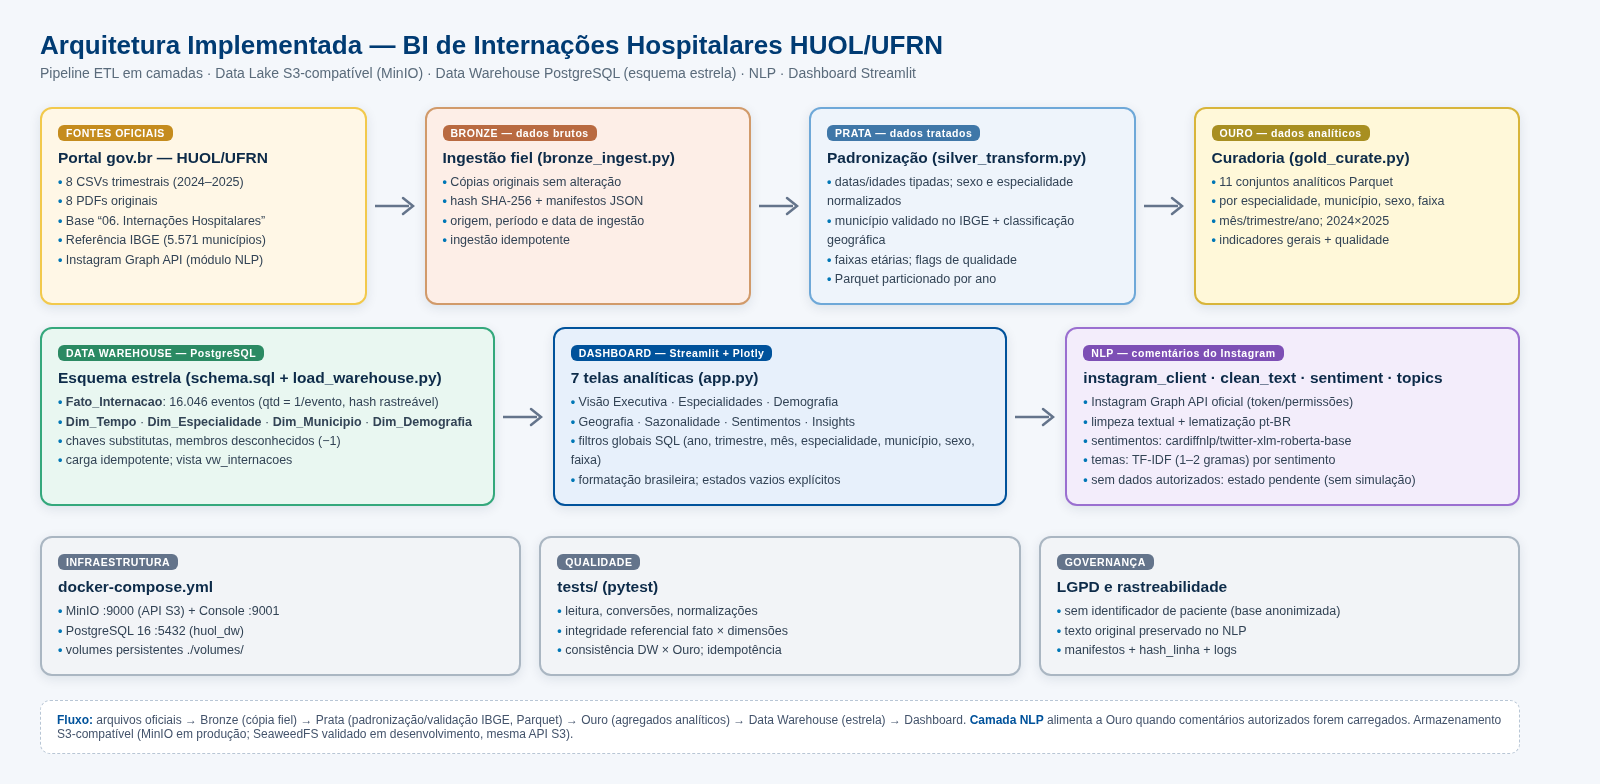 Arquitetura Implementada — BI de Internações Hospitalares HUOL/UFRN
Pipeline ETL em camadas · Data Lake S3-compatível (MinIO) · Data Warehouse PostgreSQL (esquema estrela) · NLP · Dashboard Streamlit
FONTES OFICIAIS
Portal gov.br — HUOL/UFRN
• 8 CSVs trimestrais (2024–2025)
• 8 PDFs originais
• Base “06. Internações Hospitalares”
• Referência IBGE (5.571 municípios)
• Instagram Graph API (módulo NLP)
BRONZE — dados brutos
Ingestão fiel (bronze_ingest.py)
• Cópias originais sem alteração
• hash SHA-256 + manifestos JSON
• origem, período e data de ingestão
• ingestão idempotente
PRATA — dados tratados
Padronização (silver_transform.py)
• datas/idades tipadas; sexo e especialidade
normalizados
• município validado no IBGE + classificação
geográfica
• faixas etárias; flags de qualidade
• Parquet particionado por ano
OURO — dados analíticos
Curadoria (gold_curate.py)
• 11 conjuntos analíticos Parquet
• por especialidade, município, sexo, faixa
• mês/trimestre/ano; 2024×2025
• indicadores gerais + qualidade
DATA WAREHOUSE — PostgreSQL
Esquema estrela (schema.sql + load_warehouse.py)
• Fato_Internacao: 16.046 eventos (qtd = 1/evento, hash rastreável)
• Dim_Tempo · Dim_Especialidade · Dim_Municipio · Dim_Demografia
• chaves substitutas, membros desconhecidos (−1)
• carga idempotente; vista vw_internacoes
DASHBOARD — Streamlit + Plotly
7 telas analíticas (app.py)
• Visão Executiva · Especialidades · Demografia
• Geografia · Sazonalidade · Sentimentos · Insights
• filtros globais SQL (ano, trimestre, mês, especialidade, município, sexo,
faixa)
• formatação brasileira; estados vazios explícitos
NLP — comentários do Instagram
instagram_client · clean_text · sentiment · topics
• Instagram Graph API oficial (token/permissões)
• limpeza textual + lematização pt-BR
• sentimentos: cardiffnlp/twitter-xlm-roberta-base
• temas: TF-IDF (1–2 gramas) por sentimento
• sem dados autorizados: estado pendente (sem simulação)
INFRAESTRUTURA
docker-compose.yml
• MinIO :9000 (API S3) + Console :9001
• PostgreSQL 16 :5432 (huol_dw)
• volumes persistentes ./volumes/
QUALIDADE
tests/ (pytest)
• leitura, conversões, normalizações
• integridade referencial fato × dimensões
• consistência DW × Ouro; idempotência
GOVERNANÇA
LGPD e rastreabilidade
• sem identificador de paciente (base anonimizada)
• texto original preservado no NLP
• manifestos + hash_linha + logs
Fluxo: arquivos oficiais → Bronze (cópia fiel) → Prata (padronização/validação IBGE, Parquet) → Ouro (agregados analíticos) → Data Warehouse (estrela) → Dashboard. Camada NLP alimenta a Ouro quando comentários autorizados forem carregados. Armazenamento
S3-compatível (MinIO em produção; SeaweedFS validado em desenvolvimento, mesma API S3).